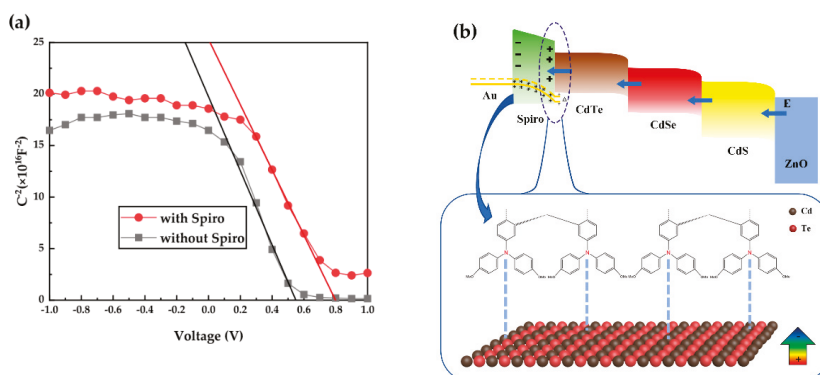 (a)
25
20
15
10
5
0
C⁻²(×10¹⁶F⁻²)
with Spiro
without Spiro
-1.0 -0.8 -0.6 -0.4 -0.2 0.0 0.2 0.4 0.6 0.8 1.0
Voltage (V)
(b)
Au
Spiro
CdTe
CdSe
CdS
E
ZnO
Cd
Te
N N N N
+